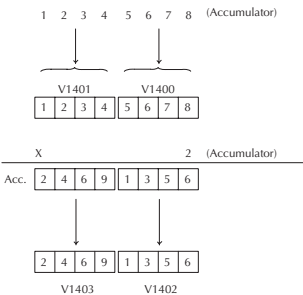 1 2 3 4 5 6 7 8 (Accumulator)
V1401 V1400
1 2 3 4 5 6 7 8
X 2 (Accumulator)
Acc. 2 4 6 9 1 3 5 6
2 4 6 9 1 3 5 6
V1403 V1402